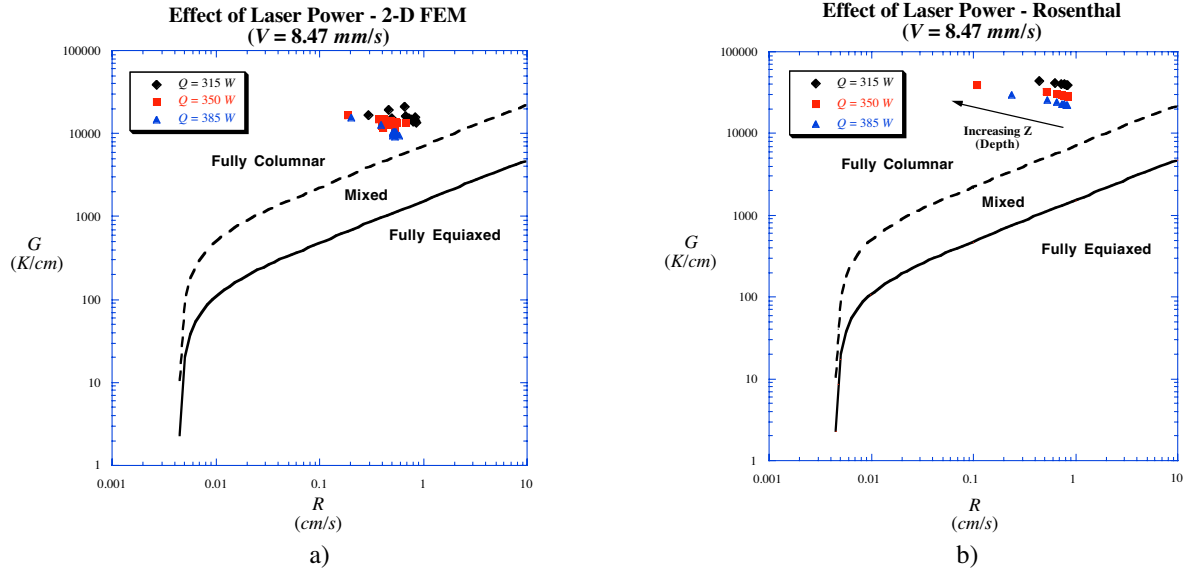 Effect of Laser Power - 2-D FEM
(V = 8.47 mm/s)
100000
10000
1000
100
10
1
G
(K/cm)
Q = 315 W
Q = 350 W
Q = 385 W
Fully Columnar
Mixed
Fully Equiaxed
0.001
0.01
0.1
1
10
R
(cm/s)
a)
Effect of Laser Power - Rosenthal
(V = 8.47 mm/s)
100000
10000
1000
100
10
1
G
(K/cm)
Q = 315 W
Q = 350 W
Q = 385 W
Increasing Z
(Depth)
Fully Columnar
Mixed
Fully Equiaxed
0.001
0.01
0.1
1
10
R
(cm/s)
b)